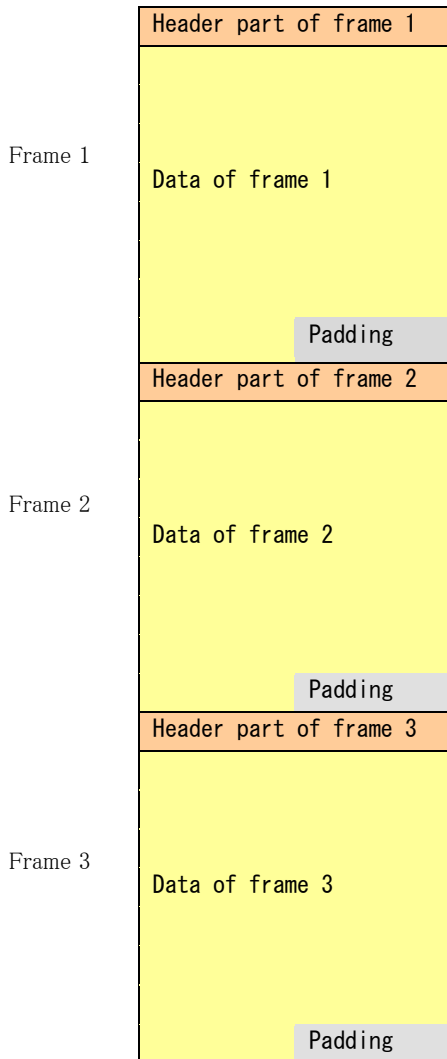 Header part of frame 1
Frame 1
Data of frame 1
Padding
Header part of frame 2
Frame 2
Data of frame 2
Padding
Header part of frame 3
Frame 3
Data of frame 3
Padding